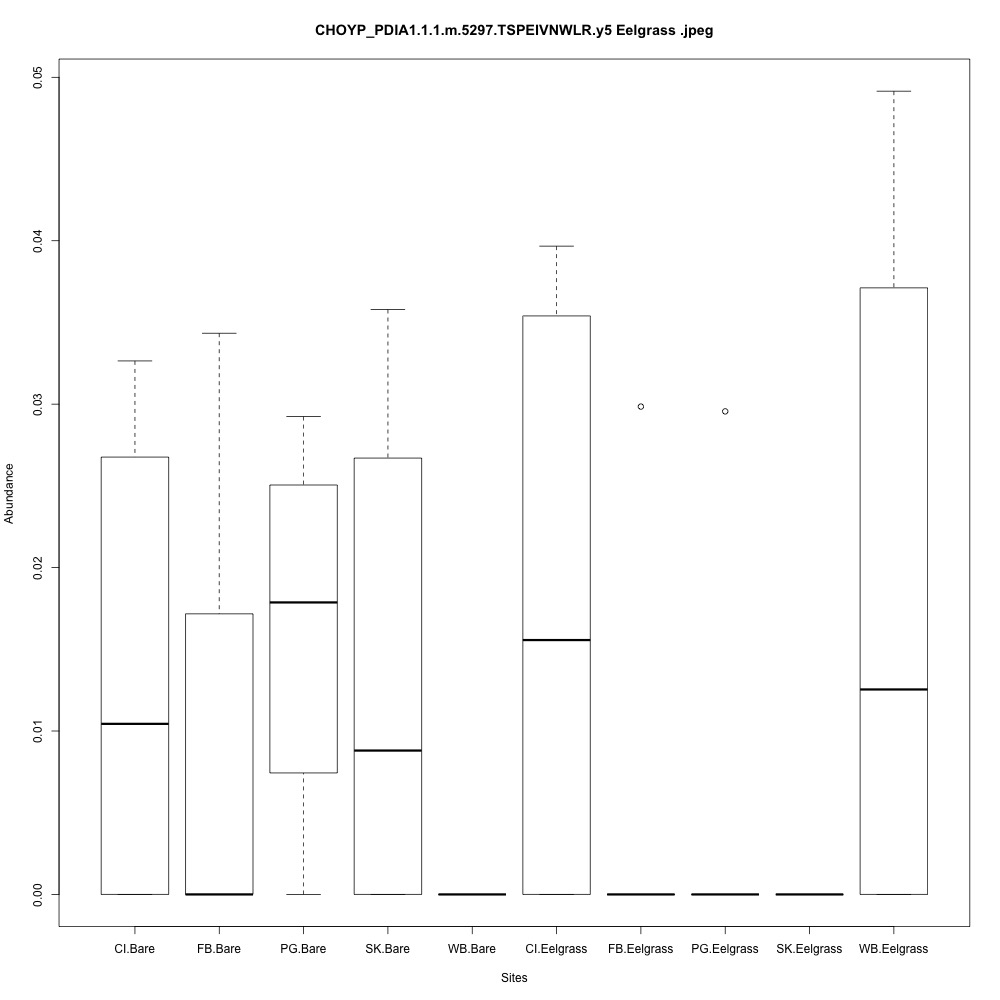 CHOYP_PDIA1.1.1.m.5297.TSPEIVNWLR.y5 Eelgrass .jpeg
0.05
0.04
0.03
0.02
0.01
0.00
Abundance
CI.Bare FB.Bare PG.Bare SK.Bare WB.Bare CI.Eelgrass FB.Eelgrass PG.Eelgrass SK.Eelgrass WB.Eelgrass
Sites